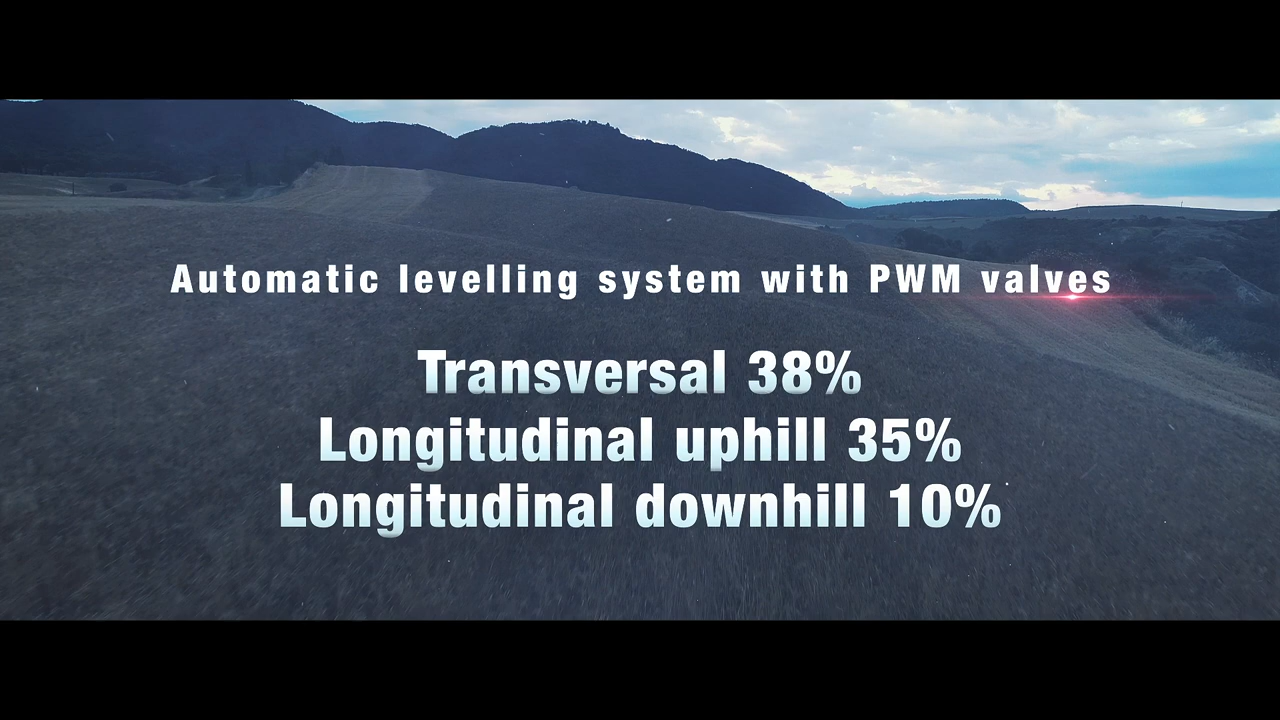 Automatic levelling system with PWM valves
Transversal 38%
Longitudinal uphill 35%
Longitudinal downhill 10%